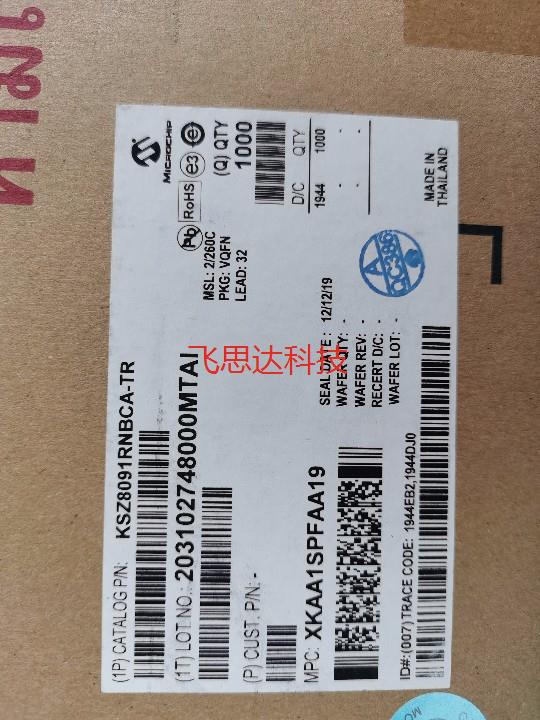 MICROCHIP
Pb
RoHS
e3
e
(Q) QTY
1000
D/C QTY
1944 1000
- -
- -
MADE IN
THAILAND
MSL: 2/260C
PKG: VQFN
LEAD: 32
SEAL DATE : 12/12/19
WAFER QTY: -
WAFER REV: -
RECERT D/C: -
WAFER LOT: -
A
QC386
飞思达科技
(1P) CATALOG P/N: KSZ8091RNBCA-TR
(1T) LOT NO.: 203102748000MTAI
(P) CUST. P/N: -
MPC: XKAA1SPFAA19
ID#:(007)TRACE CODE: 1944EB2,1944DJ0